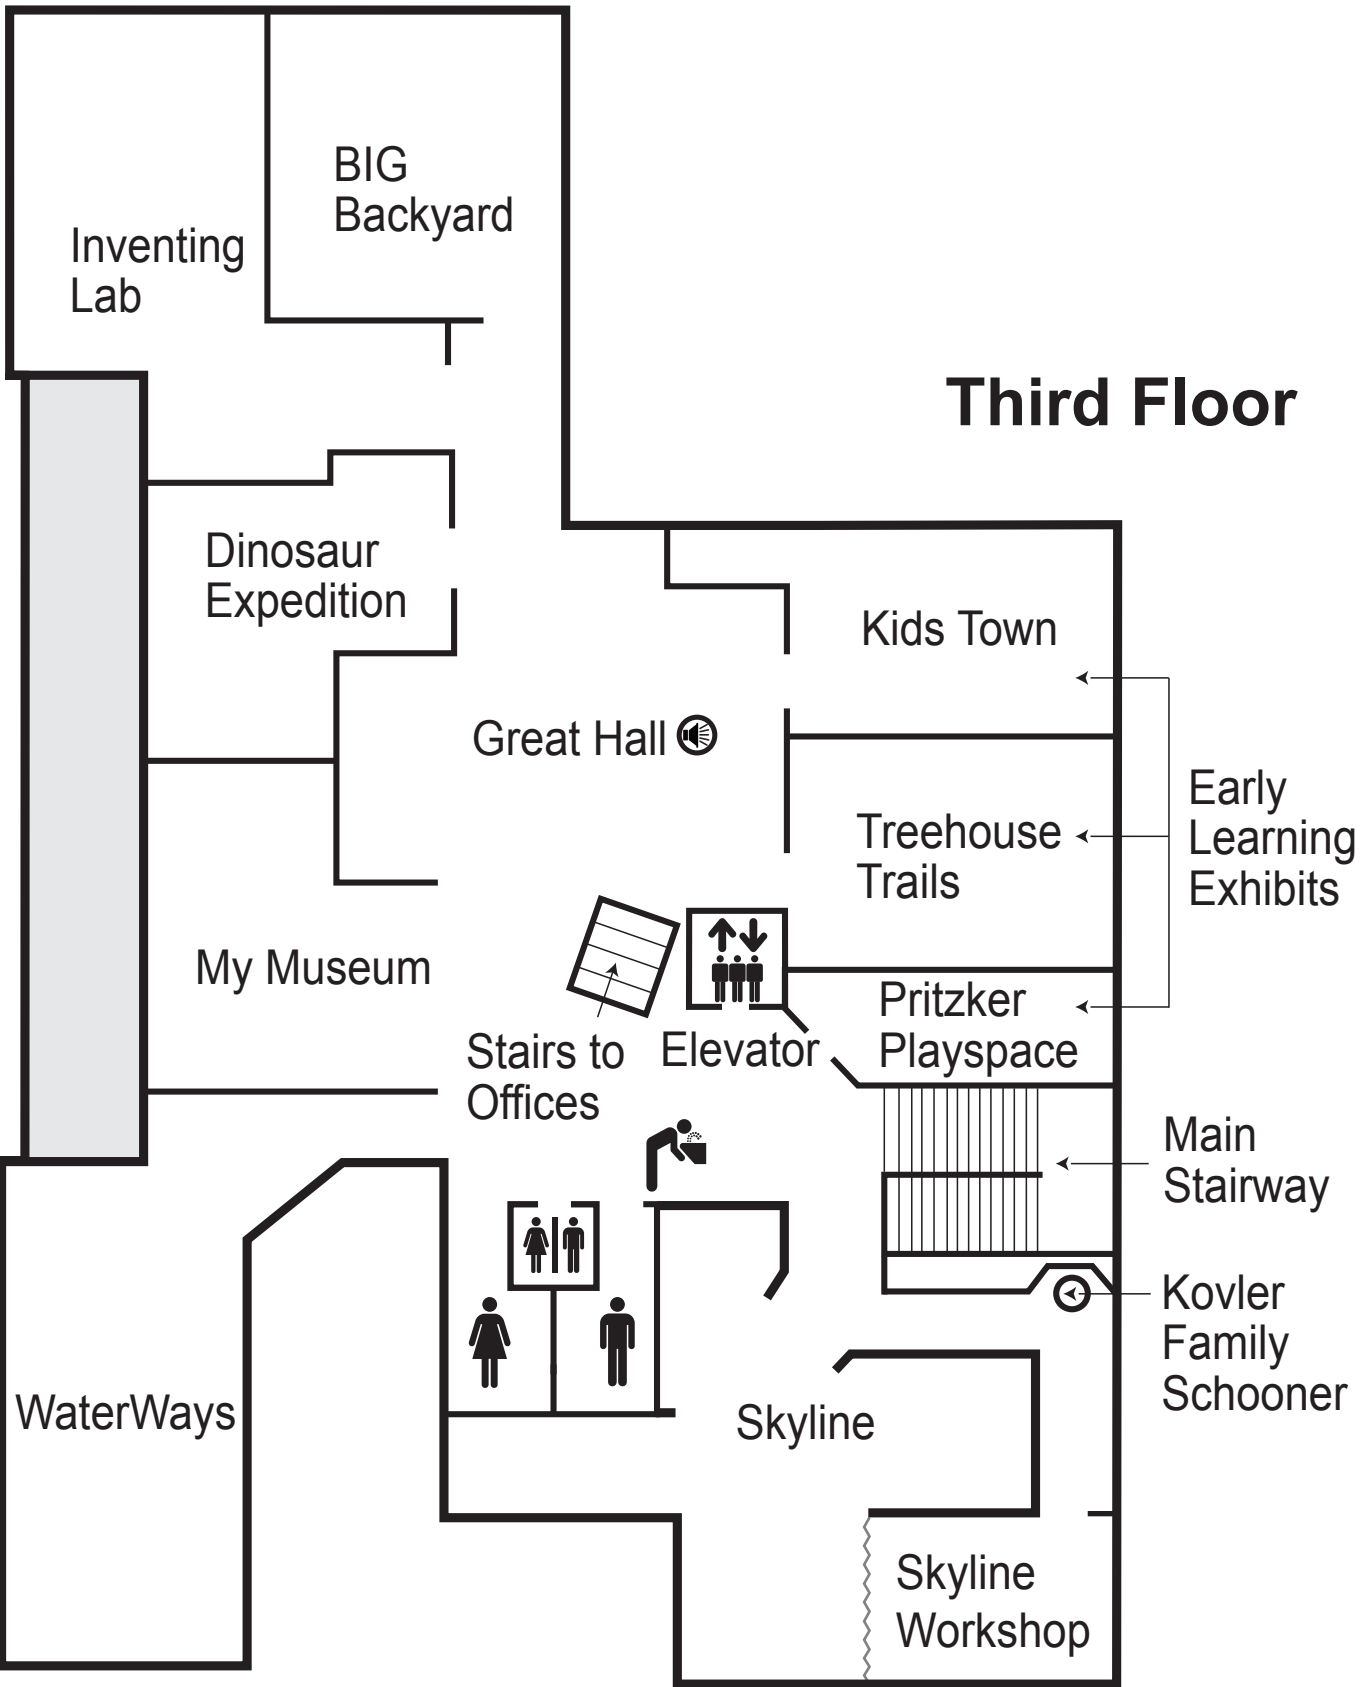 BIG
Backyard
Inventing
Lab
Third Floor
Dinosaur
Expedition
Kids Town
Great Hall
Early
Learning
Exhibits
Treehouse
Trails
My Museum
Pritzker
Playspace
Stairs to
Offices
Elevator
Main
Stairway
Kovler
Family
Schooner
WaterWays
Skyline
Skyline
Workshop